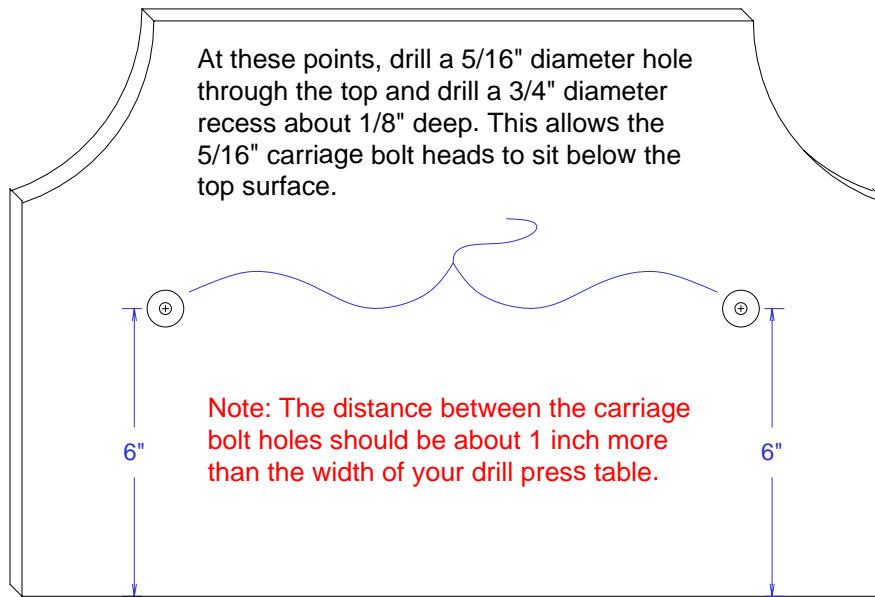 At these points, drill a 5/16" diameter hole
through the top and drill a 3/4" diameter
recess about 1/8" deep. This allows the
5/16" carriage bolt heads to sit below the
top surface.
Note: The distance between the carriage
bolt holes should be about 1 inch more
than the width of your drill press table.
6"
6"